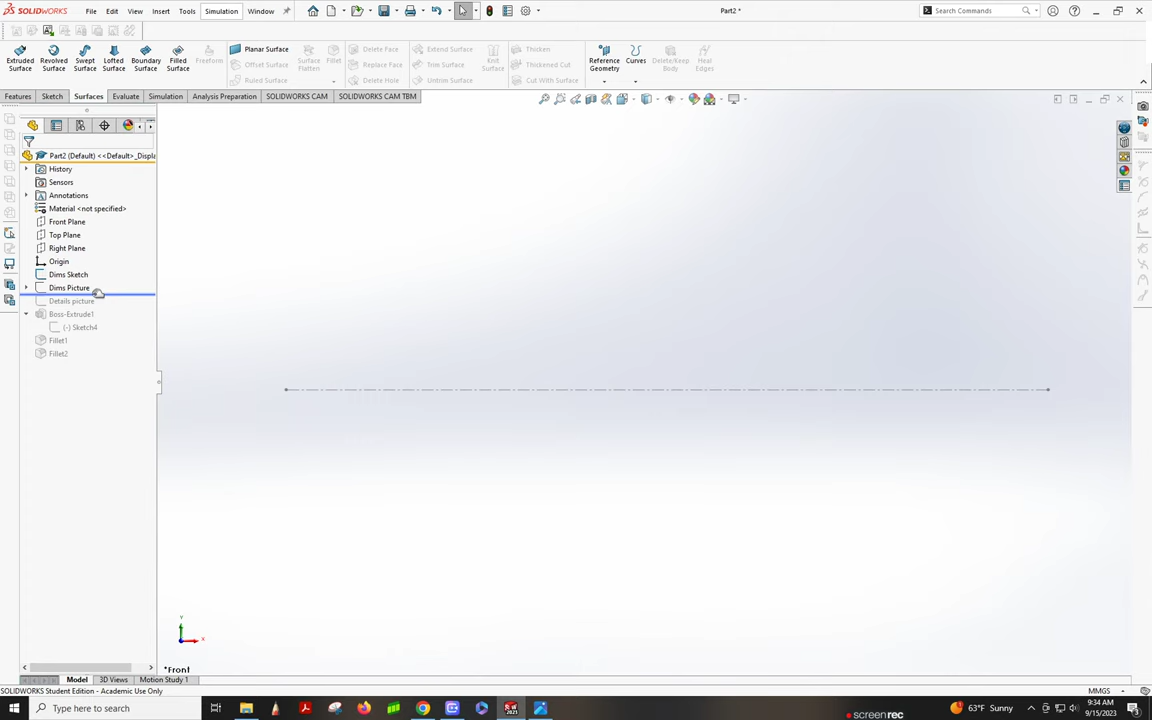 SOLIDWORKS File Edit View Insert Tools Simulation Window Part2 * Search Commands
Extruded Surface Revolved Surface Swept Surface Lofted Surface Boundary Surface Filled Surface Freeform
Planar Surface
Offset Surface
Ruled Surface
Surface Flatten Fillet
Delete Face
Replace Face
Delete Hole
Extend Surface
Trim Surface
Untrim Surface
Knit Surface
Thicken
Thickened Cut
Cut With Surface
Reference Geometry Curves Delete/Keep Body Heal Edges
Features Sketch Surfaces Evaluate Simulation Analysis Preparation SOLIDWORKS CAM SOLIDWORKS CAM TBM
Part2 (Default) <<Default>_Displa
History
Sensors
Annotations
Material <not specified>
Front Plane
Top Plane
Right Plane
Origin
Dims Sketch
Dims Picture
Details picture
Boss-Extrude1
(-) Sketch4
Fillet1
Fillet2
Y
X
*Front
Model 3D Views Motion Study 1
SOLIDWORKS Student Edition - Academic Use Only MMGS
Type here to search 63°F Sunny 9:34 AM
9/15/2023
screenrec